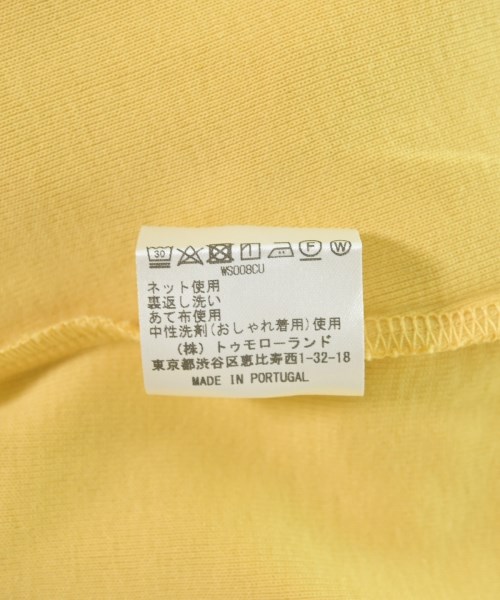 30 F W
WS008CU
ネット使用
裏返し洗い
あて布使用
中性洗剤(おしゃれ着用)使用
(株) トゥモローランド
東京都渋谷区恵比寿西1-32-18
MADE IN PORTUGAL